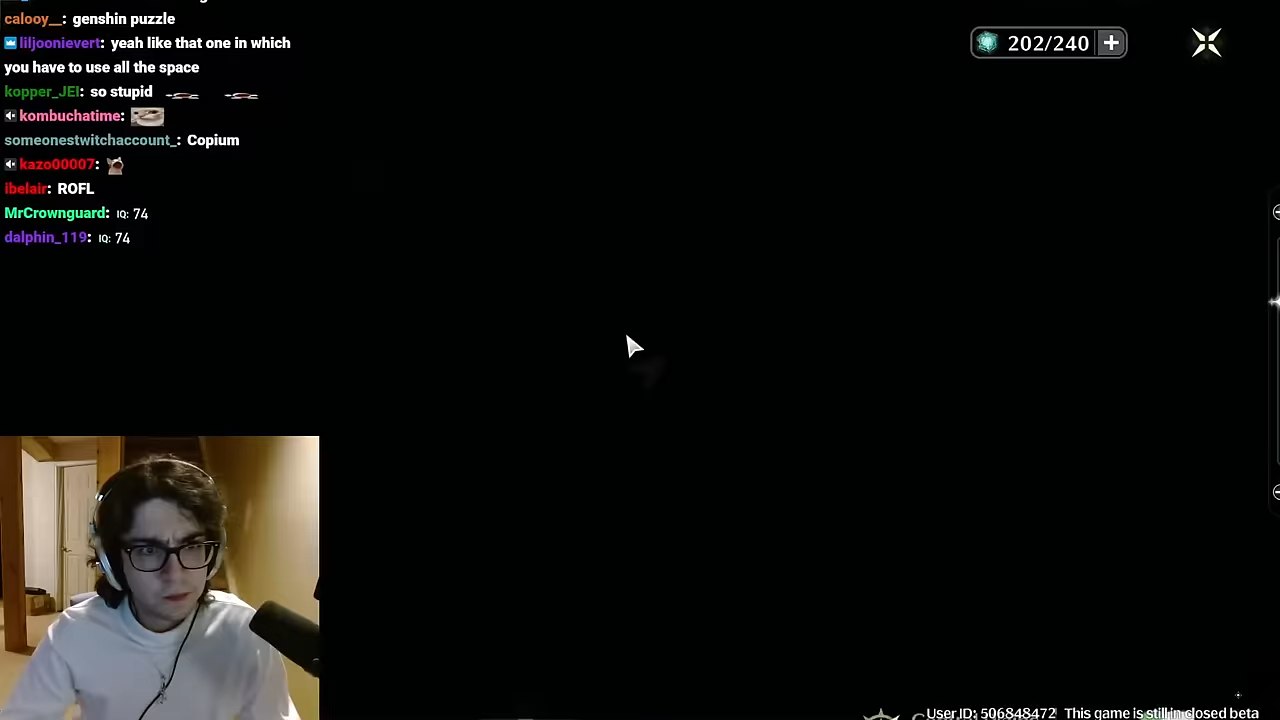 calooy__: genshin puzzle
liljoonievert: yeah like that one in which
you have to use all the space
kopper_JEI: so stupid
kombuchatime:
someonestwitchaccount_: Copium
kazo00007:
ibelair: ROFL
MrCrownguard: IQ: 74
dalphin_119: IQ: 74
202/240
User ID: 506848472 This game is still in closed beta